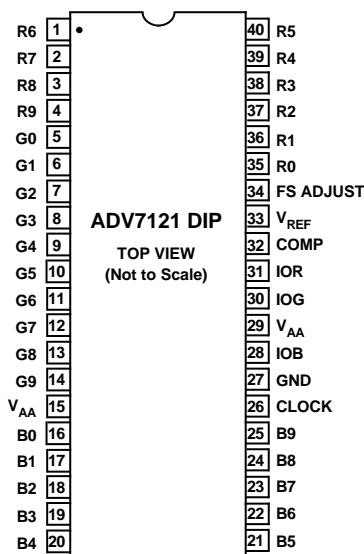 R6 1 40 R5
R7 2 39 R4
R8 3 38 R3
R9 4 37 R2
G0 5 36 R1
G1 6 35 R0
G2 7 34 FS ADJUST
G3 8 ADV7121 DIP 33 VREF
G4 9 TOP VIEW 32 COMP
G5 10 (Not to Scale) 31 IOR
G6 11 30 IOG
G7 12 29 VAA
G8 13 28 IOB
G9 14 27 GND
VAA 15 26 CLOCK
B0 16 25 B9
B1 17 24 B8
B2 18 23 B7
B3 19 22 B6
B4 20 21 B5